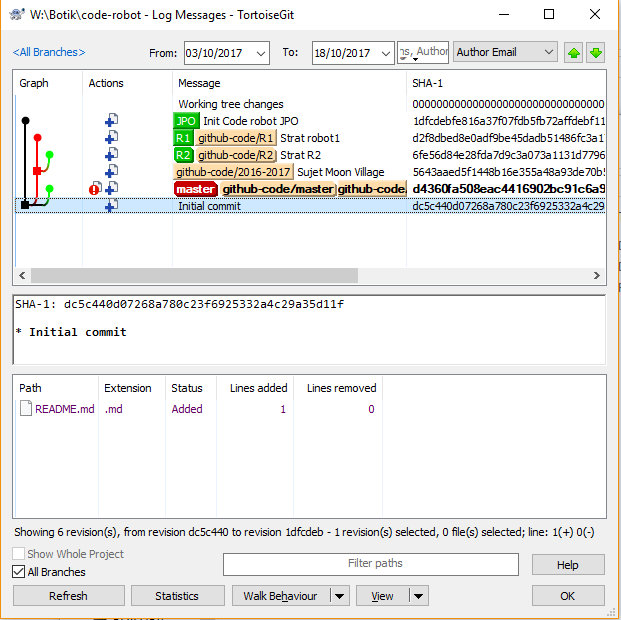 W:\Botik\code-robot - Log Messages - TortoiseGit
<All Branches> From: 03/10/2017 To: 18/10/2017 ns, Author Author Email
Graph Actions Message SHA-1
Working tree changes 000000000000000000000000000000
JPO Init Code robot JPO 1dfcdebfe816a37f07fdb5fb72affdebf11
R1 github-code/R1 Strat robot1 d2f8dbed8e0adf9be45dadb51486fc3a1
R2 github-code/R2 Strat R2 6fe56d84e28fda7d9c3a073a1131d7796
github-code/2016-2017 Sujet Moon Village 5643aaed5f1448b16e355a48a93de70b5
master github-code/master github-code. d4360fa508eac4416902bc91c6a9
Initial commit dc5c440d07268a780c23f6925332a4c29
SHA-1: dc5c440d07268a780c23f6925332a4c29a35d11f
* Initial commit
Path Extension Status Lines added Lines removed
README.md .md Added 1 0
Showing 6 revision(s), from revision dc5c440 to revision 1dfcdeb - 1 revision(s) selected, 0 file(s) selected; line: 1(+) 0(-)
Show Whole Project
Filter paths Help
All Branches
Refresh Statistics Walk Behaviour View OK